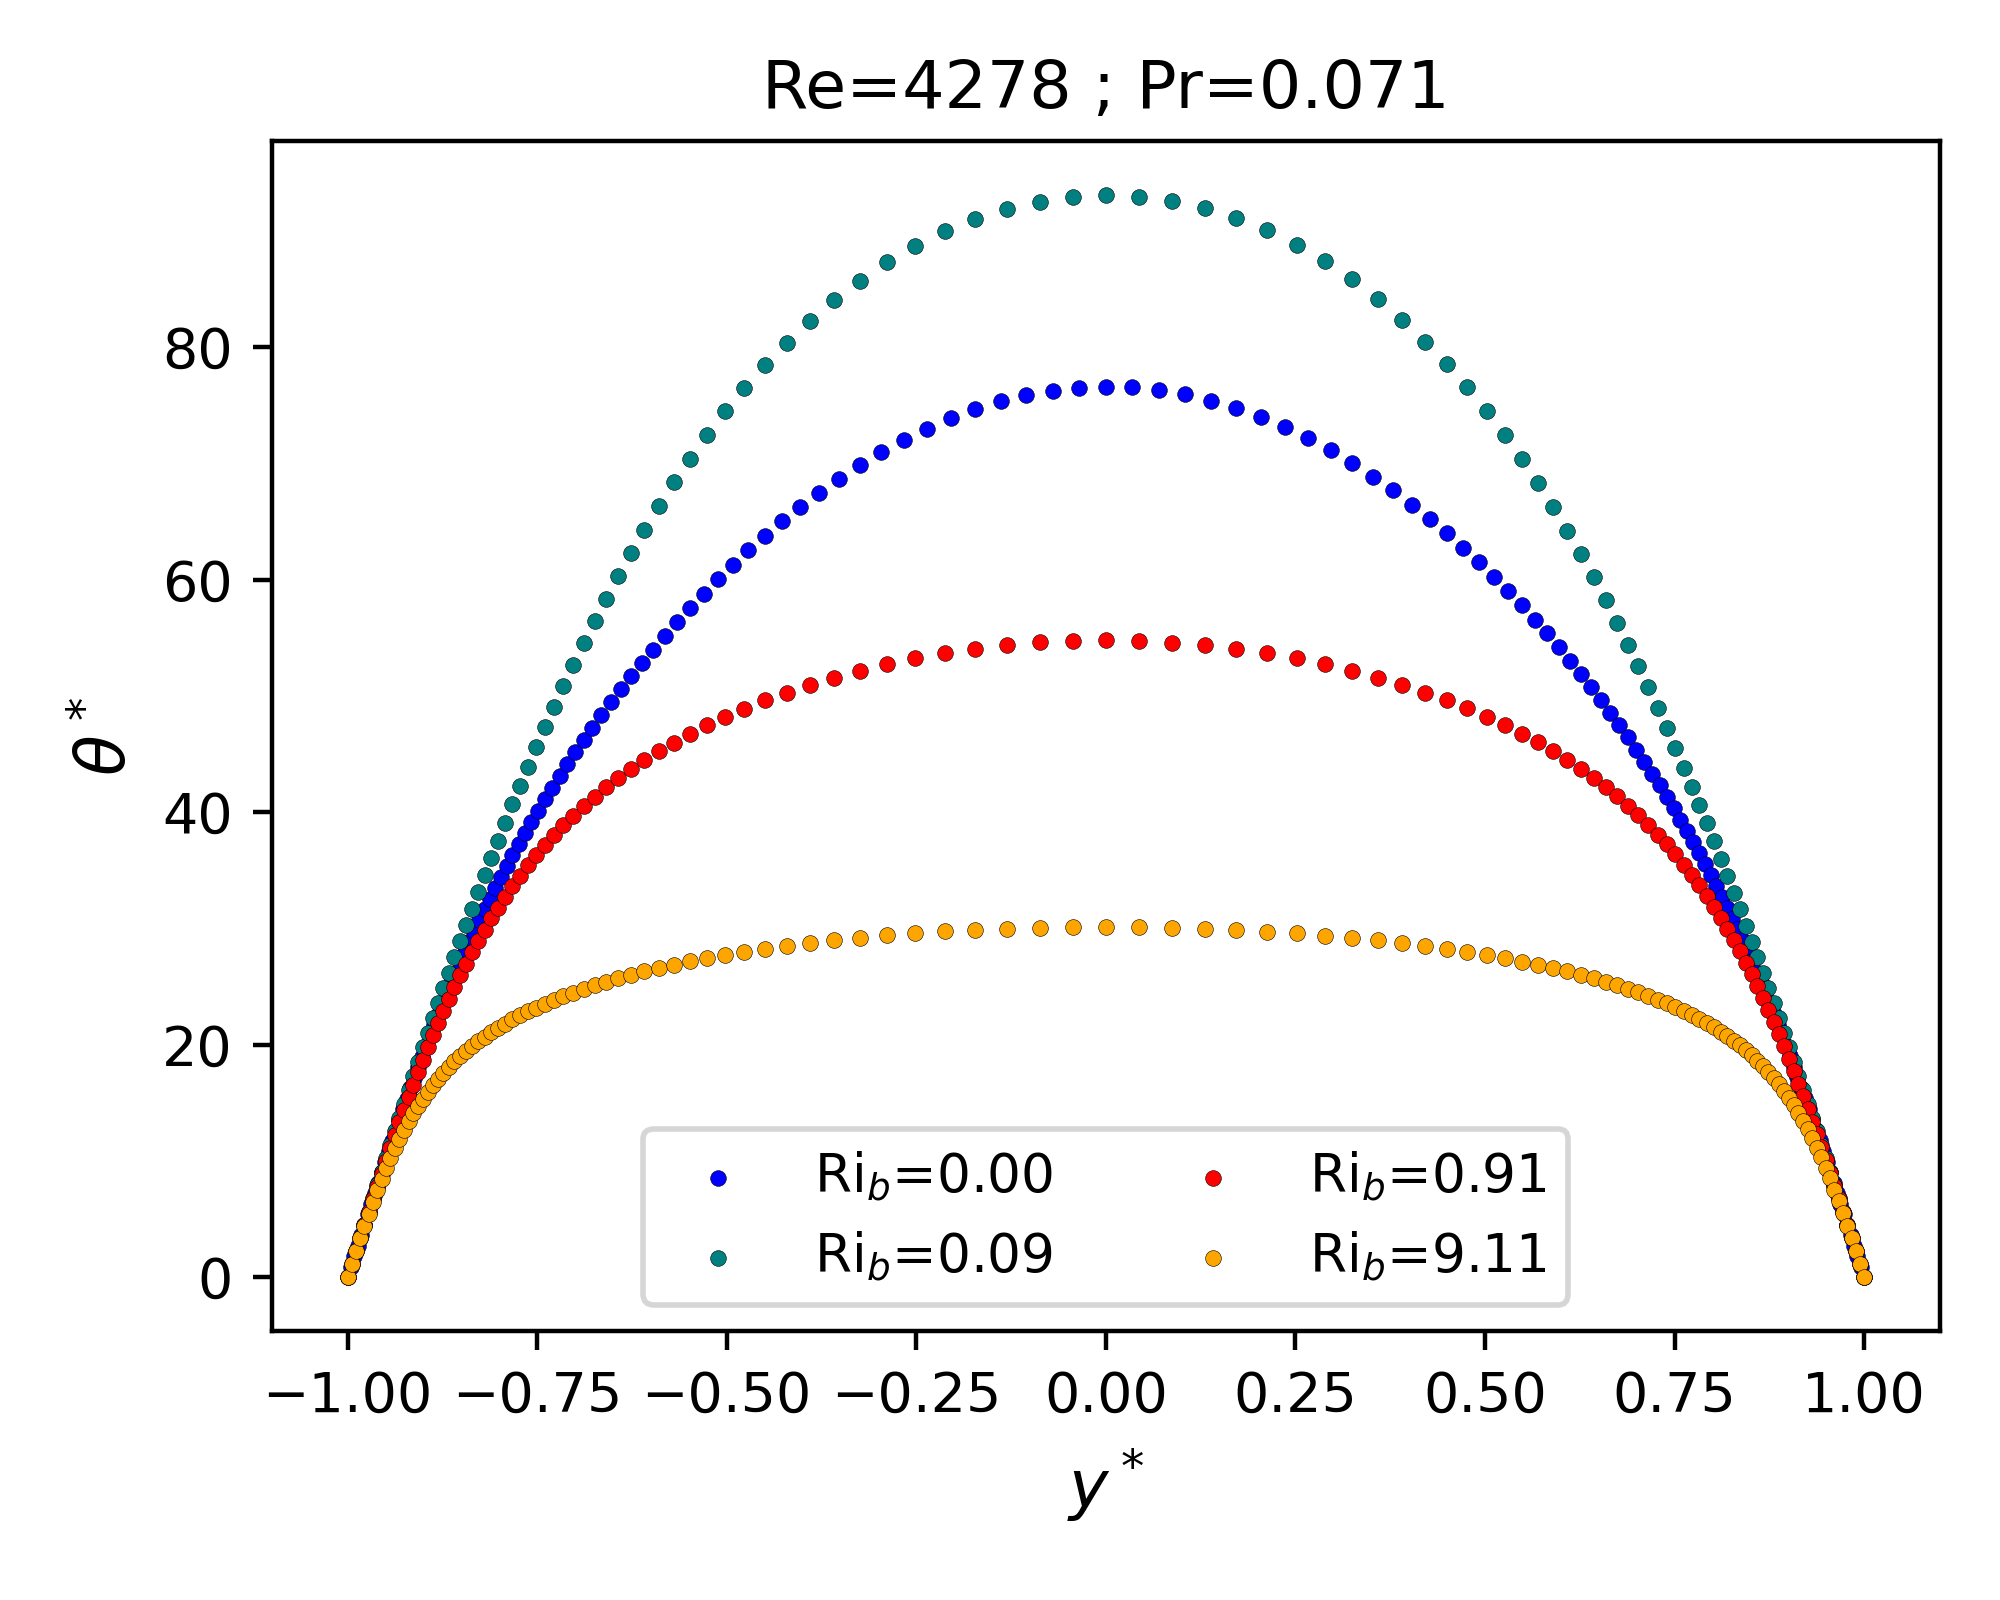 Re=4278 ; Pr=0.071
80
60
40
20
0
θ*
Ri_b=0.00 Ri_b=0.91
Ri_b=0.09 Ri_b=9.11
−1.00 −0.75 −0.50 −0.25 0.00 0.25 0.50 0.75 1.00
y*